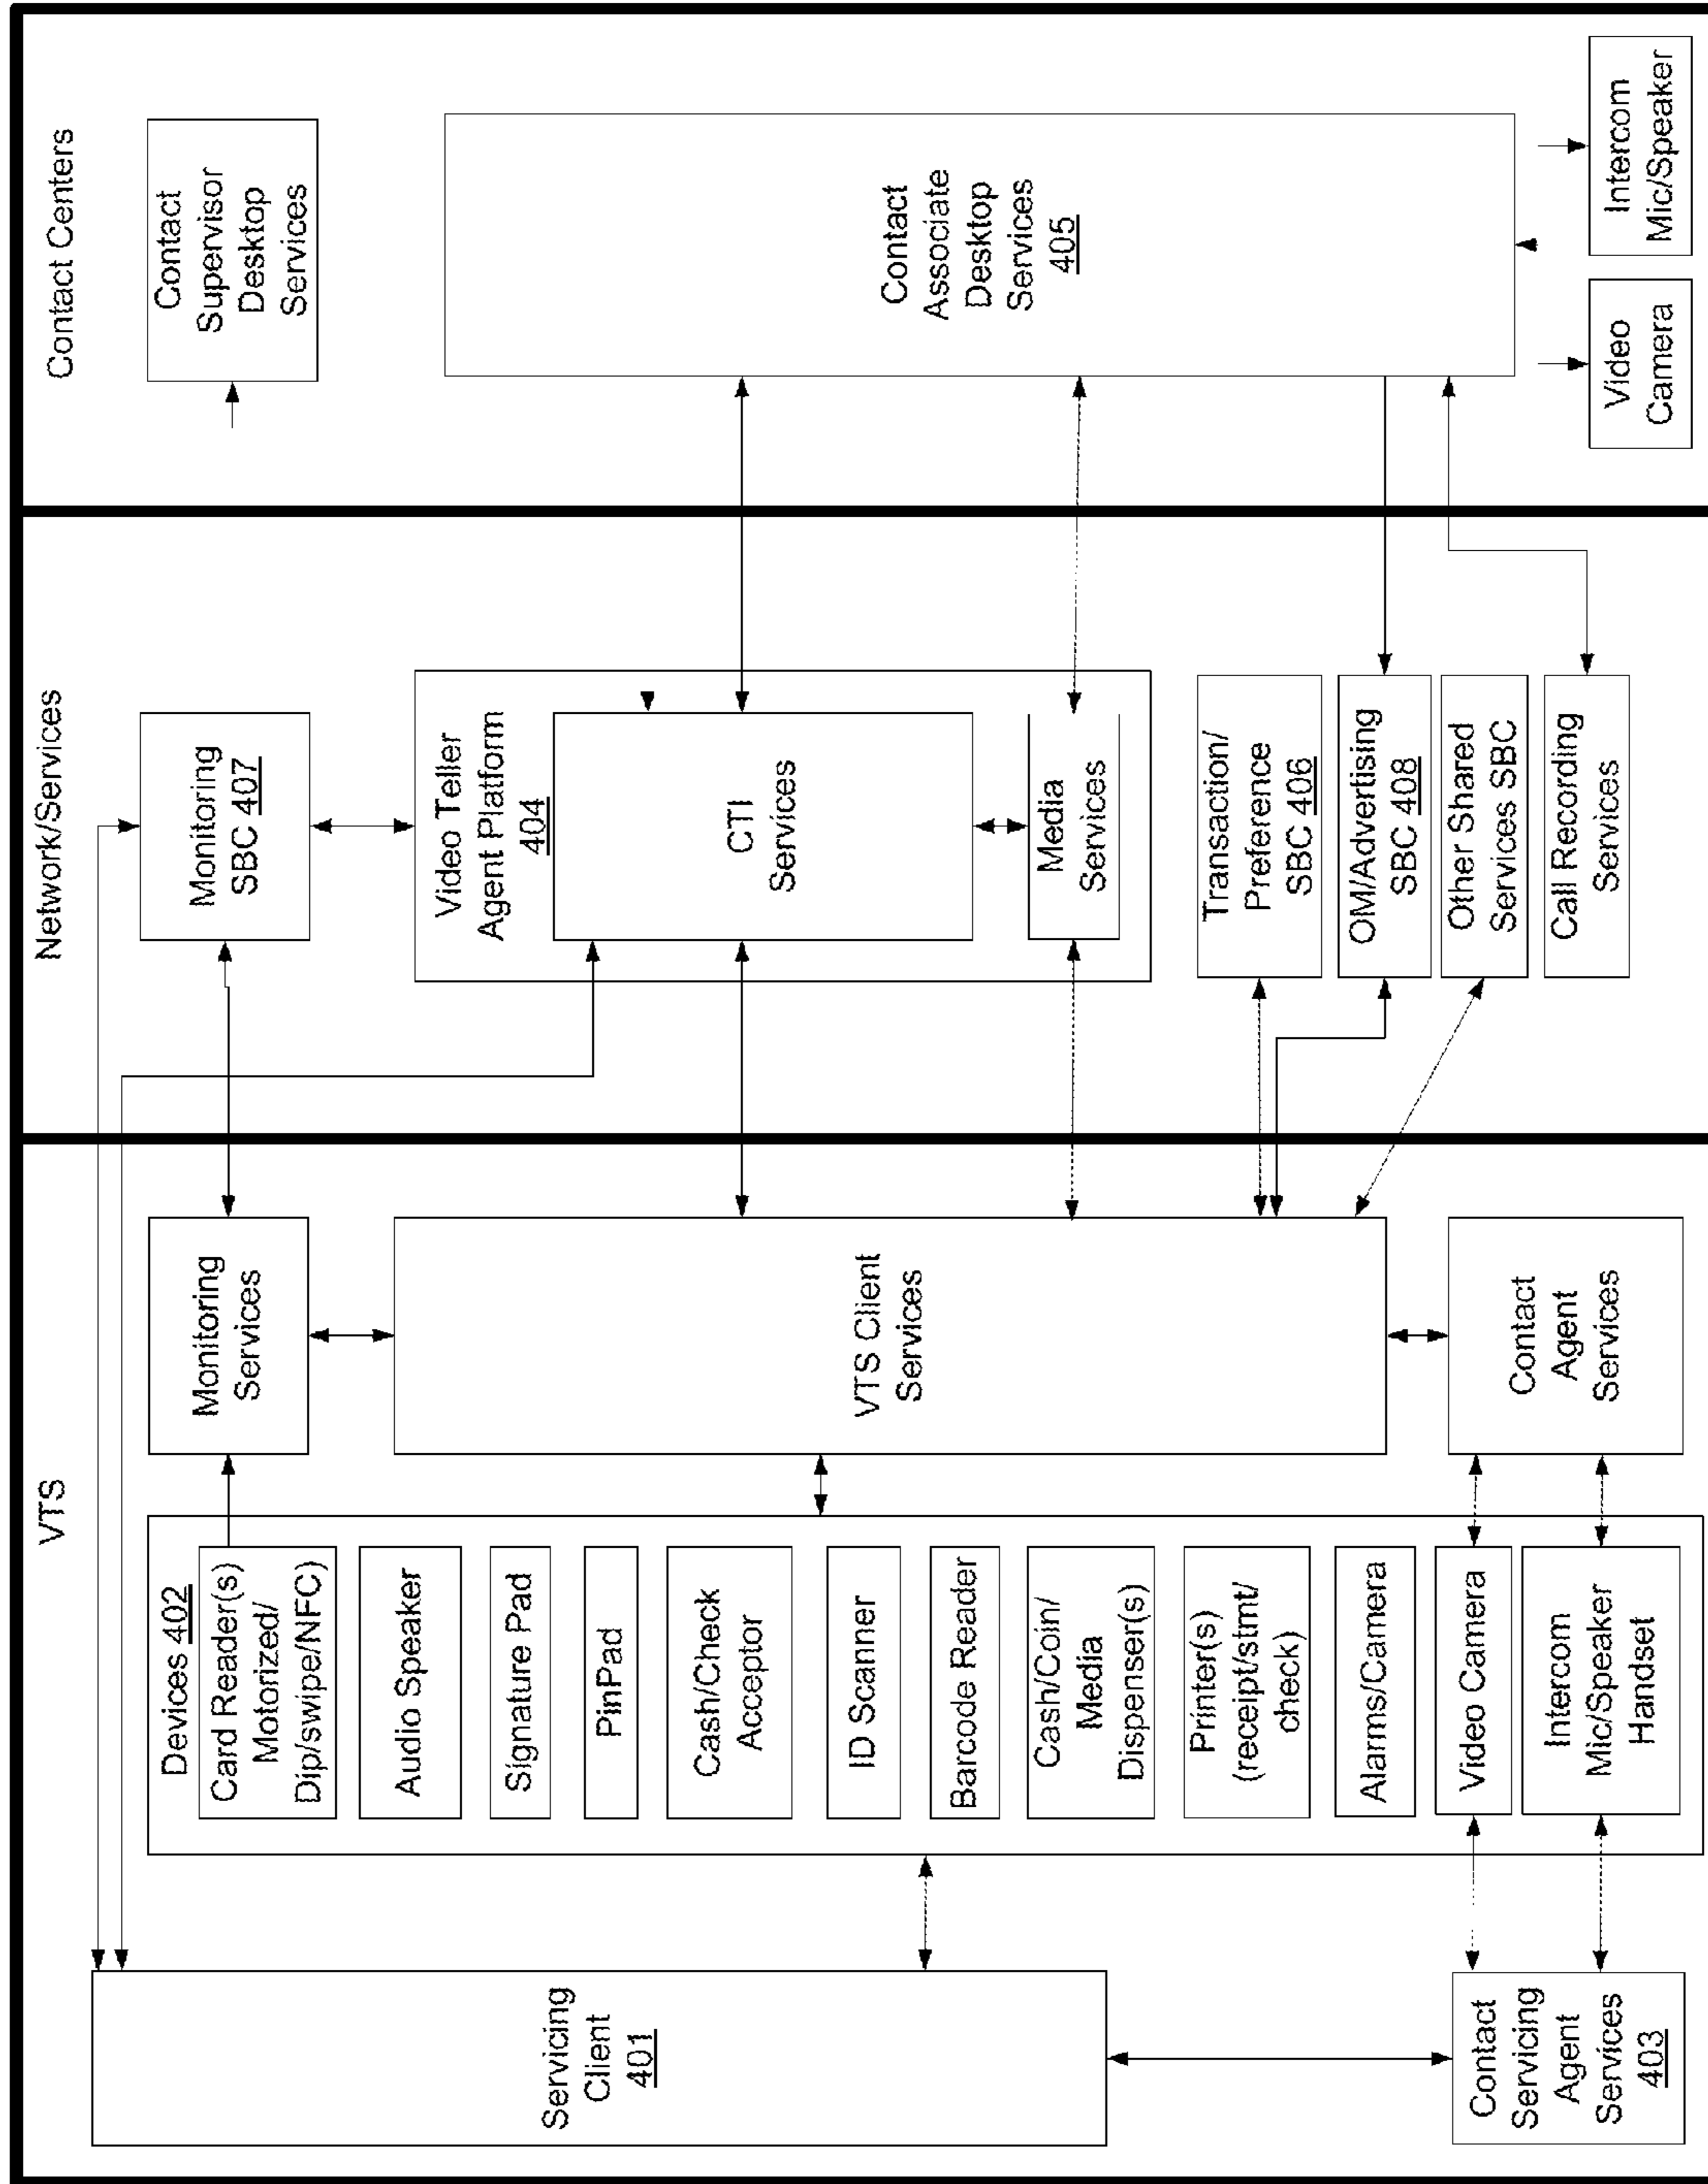 VTS
Servicing
Client
401
Contact
Servicing
Agent
Services
403
Devices 402
Card Reader(s)
Motorized/
Dip/swipe/NFC)
Audio Speaker
Signature Pad
PinPad
Cash/Check
Acceptor
ID Scanner
Barcode Reader
Cash/Coin/
Media
Dispenser(s)
Printer(s)
(receipt/stmt/
check)
Alarms/Camera
Video Camera
Intercom
Mic/Speaker
Handset
Monitoring
Services
VTS Client
Services
Contact
Agent
Services
Network/Services
Monitoring
SBC 407
Video Teller
Agent Platform
404
CTI
Services
Media
Services
Transaction/
Preference
SBC 406
OM/Advertising
SBC 408
Other Shared
Services SBC
Call Recording
Services
Contact Centers
Contact
Supervisor
Desktop
Services
Contact
Associate
Desktop
Services
405
Video
Camera
Intercom
Mic/Speaker